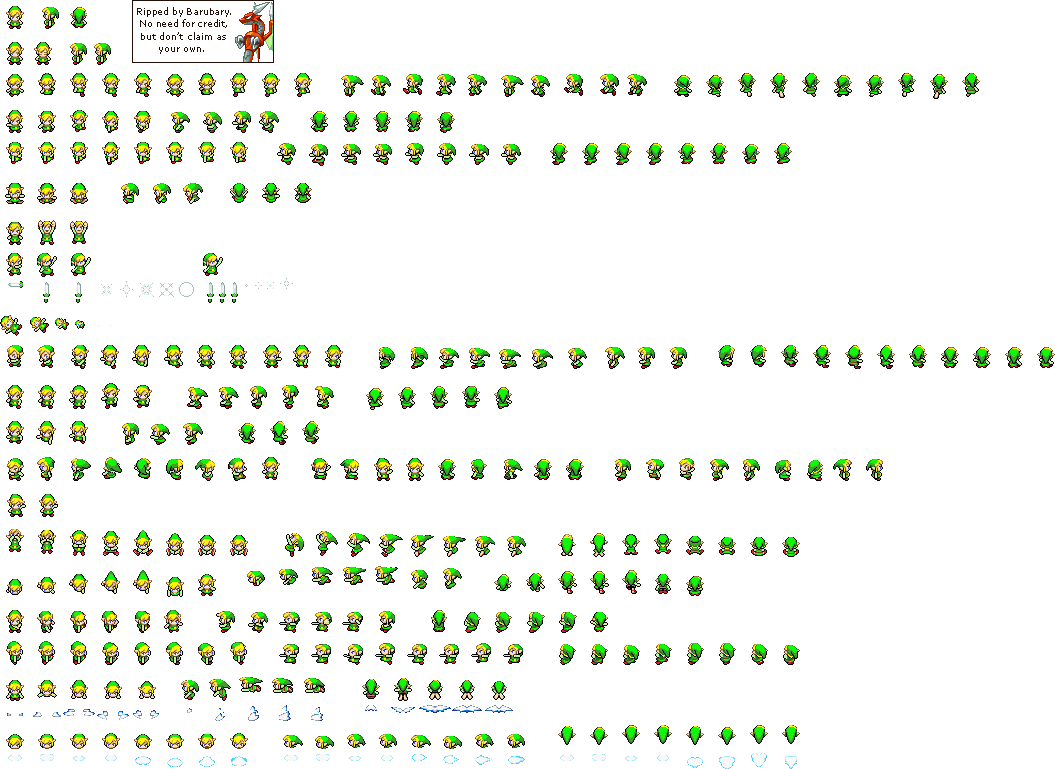 Ripped by Barubary.
No need for credit,
but don't claim as
your own.